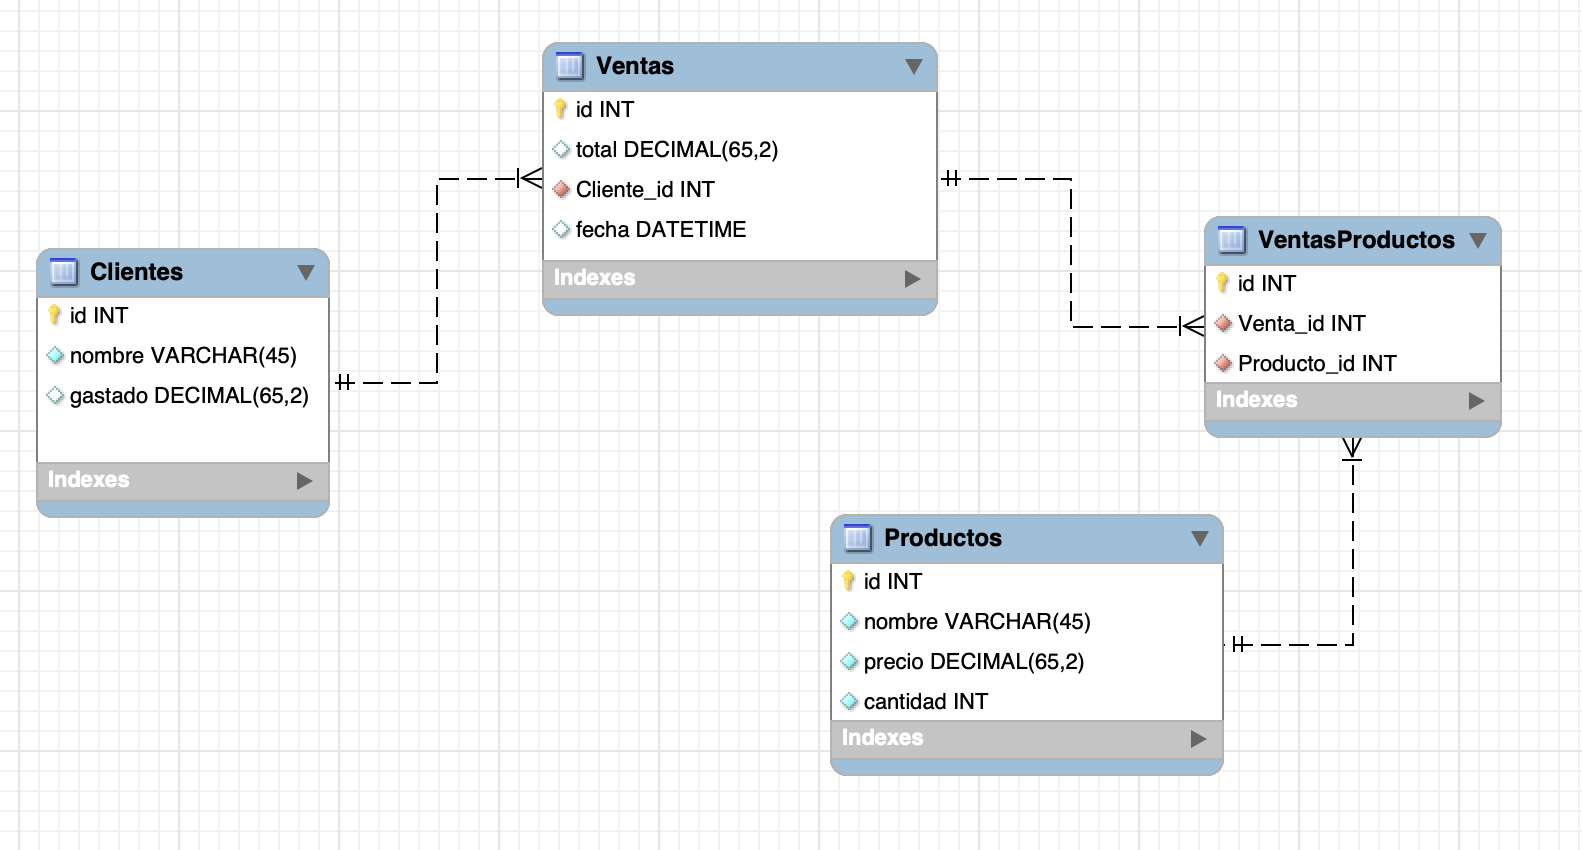 Ventas
id INT
total DECIMAL(65,2)
Cliente_id INT
fecha DATETIME
Indexes
Clientes
id INT
nombre VARCHAR(45)
gastado DECIMAL(65,2)
Indexes
VentasProductos
id INT
Venta_id INT
Producto_id INT
Indexes
Productos
id INT
nombre VARCHAR(45)
precio DECIMAL(65,2)
cantidad INT
Indexes